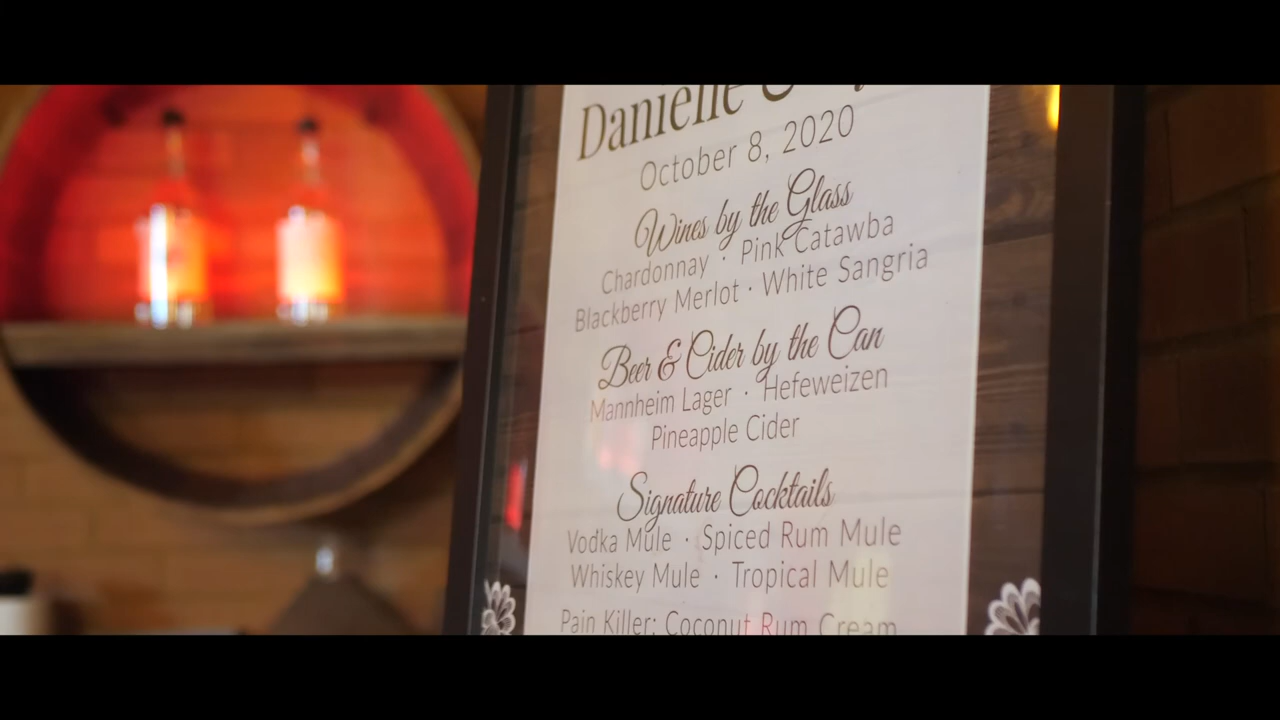 Danielle &
October 8, 2020
Wines by the Glass
Chardonnay · Pink Catawba
Blackberry Merlot · White Sangria
Beer & Cider by the Can
Mannheim Lager · Hefeweizen
Pineapple Cider
Signature Cocktails
Vodka Mule · Spiced Rum Mule
Whiskey Mule · Tropical Mule
Pain Killer: Coconut Rum Cream